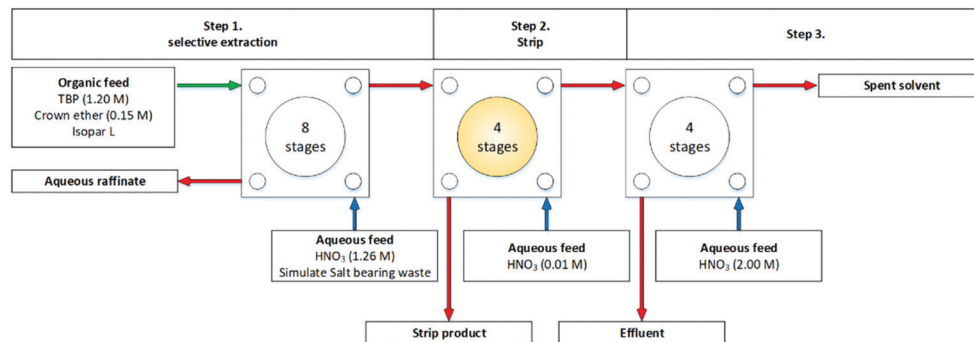 Step 1.
selective extraction
Step 2.
Strip
Step 3.
Organic feed
TBP (1.20 M)
Crown ether (0.15 M)
Isopar L
8
stages
4
stages
4
stages
Spent solvent
Aqueous raffinate
Aqueous feed
HNO₃ (1.26 M)
Simulate Salt bearing waste
Aqueous feed
HNO₃ (0.01 M)
Aqueous feed
HNO₃ (2.00 M)
Strip product
Effluent